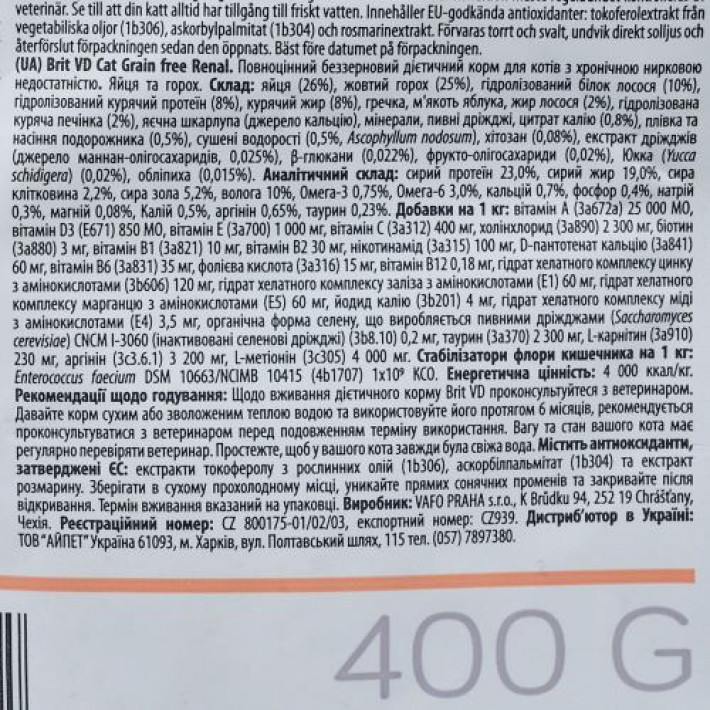 veterinär. Se till att din katt alltid har tillgång till friskt vatten. Innehåller EU-godkända antioxidanter: tokoferolextrakt från
vegetabiliska oljor (1b306), askorbylpalmitat (1b304) och rosmarinextrakt. Förvaras torrt och svalt, undvik direkt solljus och
återförslut förpackningen sedan den öppnats. Bäst före datumet på förpackningen.
(UA) Brit VD Cat Grain free Renal. Повноцінний беззерновий дієтичний корм для котів з хронічною нирковою
недостатністю. Яйця та горох. Склад: яйця (26%), жовтий горох (25%), гідролізований білок лосося (10%),
гідролізований курячий протеїн (8%), курячий жир (8%), гречка, м'якоть яблука, жир лосося (2%), гідролізована
куряча печінка (2%), яєчна шкарлупа (джерело кальцію), мінерали, пивні дріжджі, цитрат калію (0,8%), плівка та
насіння подорожника (0,5%), сушені водорості (0,5%, Ascophyllum nodosum), хітозан (0,08%), екстракт дріжджів
(джерело маннан-олігосахаридів, 0,025%), β-глюкани (0,022%), фрукто-олігосахариди (0,02%), Юкка (Yucca
schidigera) (0,02%), обліпиха (0,015%). Аналітичний склад: сирий протеїн 23,0%, сирий жир 19,0%, сира
клітковина 2,2%, сира зола 5,2%, волога 10%, Омега-3 0,75%, Омега-6 3,0%, кальцій 0,7%, фосфор 0,4%, натрій
0,3%, магній 0,08%, Калій 0,5%, аргінін 0,65%, таурин 0,23%. Добавки на 1 кг: вітамін А (3а672а) 25 000 МО,
вітамін D3 (E671) 850 МО, вітамін Е (3а700) 1 000 мг, вітамін С (3а312) 400 мг, холінхлорид (3а890) 2 300 мг, біотин
(3а880) 3 мг, вітамін В1 (3а821) 10 мг, вітамін В2 30 мг, нікотинамід (3а315) 100 мг, D-пантотенат кальцію (3а841)
60 мг, вітамін В6 (3а831) 35 мг, фолієва кислота (3а316) 15 мг, вітамін В12 0,18 мг, гідрат хелатного комплексу цинку
з амінокислотами (3b606) 120 мг, гідрат хелатного комплексу заліза з амінокислотами (Е1) 60 мг, гідрат хелатного
комплексу марганцю з амінокислотами (Е5) 60 мг, йодид калію (3b201) 4 мг, гідрат хелатного комплексу міді
з амінокислотами (Е4) 3,5 мг, органічна форма селену, що виробляється пивними дріжджами (Saccharomyces
cerevisiae) CNCM I-3060 (інактивовані селенові дріжджі) (3b8.10) 0,2 мг, таурин (3а370) 2 300 мг, L-карнітин (3а910)
230 мг, аргінін (3с3.6.1) 3 200 мг, L-метіонін (3с305) 4 000 мг. Стабілізатори флори кишечника на 1 кг:
Enterococcus faecium DSM 10663/NCIMB 10415 (4b1707) 1x10⁹ КСО. Енергетична цінність: 4 000 ккал/кг.
Рекомендації щодо годування: Щодо вживання дієтичного корму Brit VD проконсультуйтеся з ветеринаром.
Давайте корм сухим або зволоженим теплою водою та використовуйте його протягом 6 місяців, рекомендується
проконсультуватися з ветеринаром перед подовженням терміну використання. Вагу та стан вашого кота має
регулярно перевіряти ветеринар. Простежте, щоб у вашого кота завжди була свіжа вода. Містить антиоксиданти,
затверджені ЄС: екстракти токоферолу з рослинних олій (1b306), аскорбілпальмітат (1b304) та екстракт
розмарину. Зберігати в сухому прохолодному місці, уникайте прямих сонячних променів та закривайте після
відкривання. Термін вживання вказаний на упаковці. Виробник: VAFO PRAHA s.r.o., K Brůdku 94, 252 19 Chrášťany,
Чехія. Реєстраційний номер: CZ 800175-01/02/03, експортний номер: CZ939. Дистриб'ютор в Україні:
ТОВ "АЙПЕТ" Україна 61093, м. Харків, вул. Полтавський шлях, 115 тел. (057) 7897380.
400 G